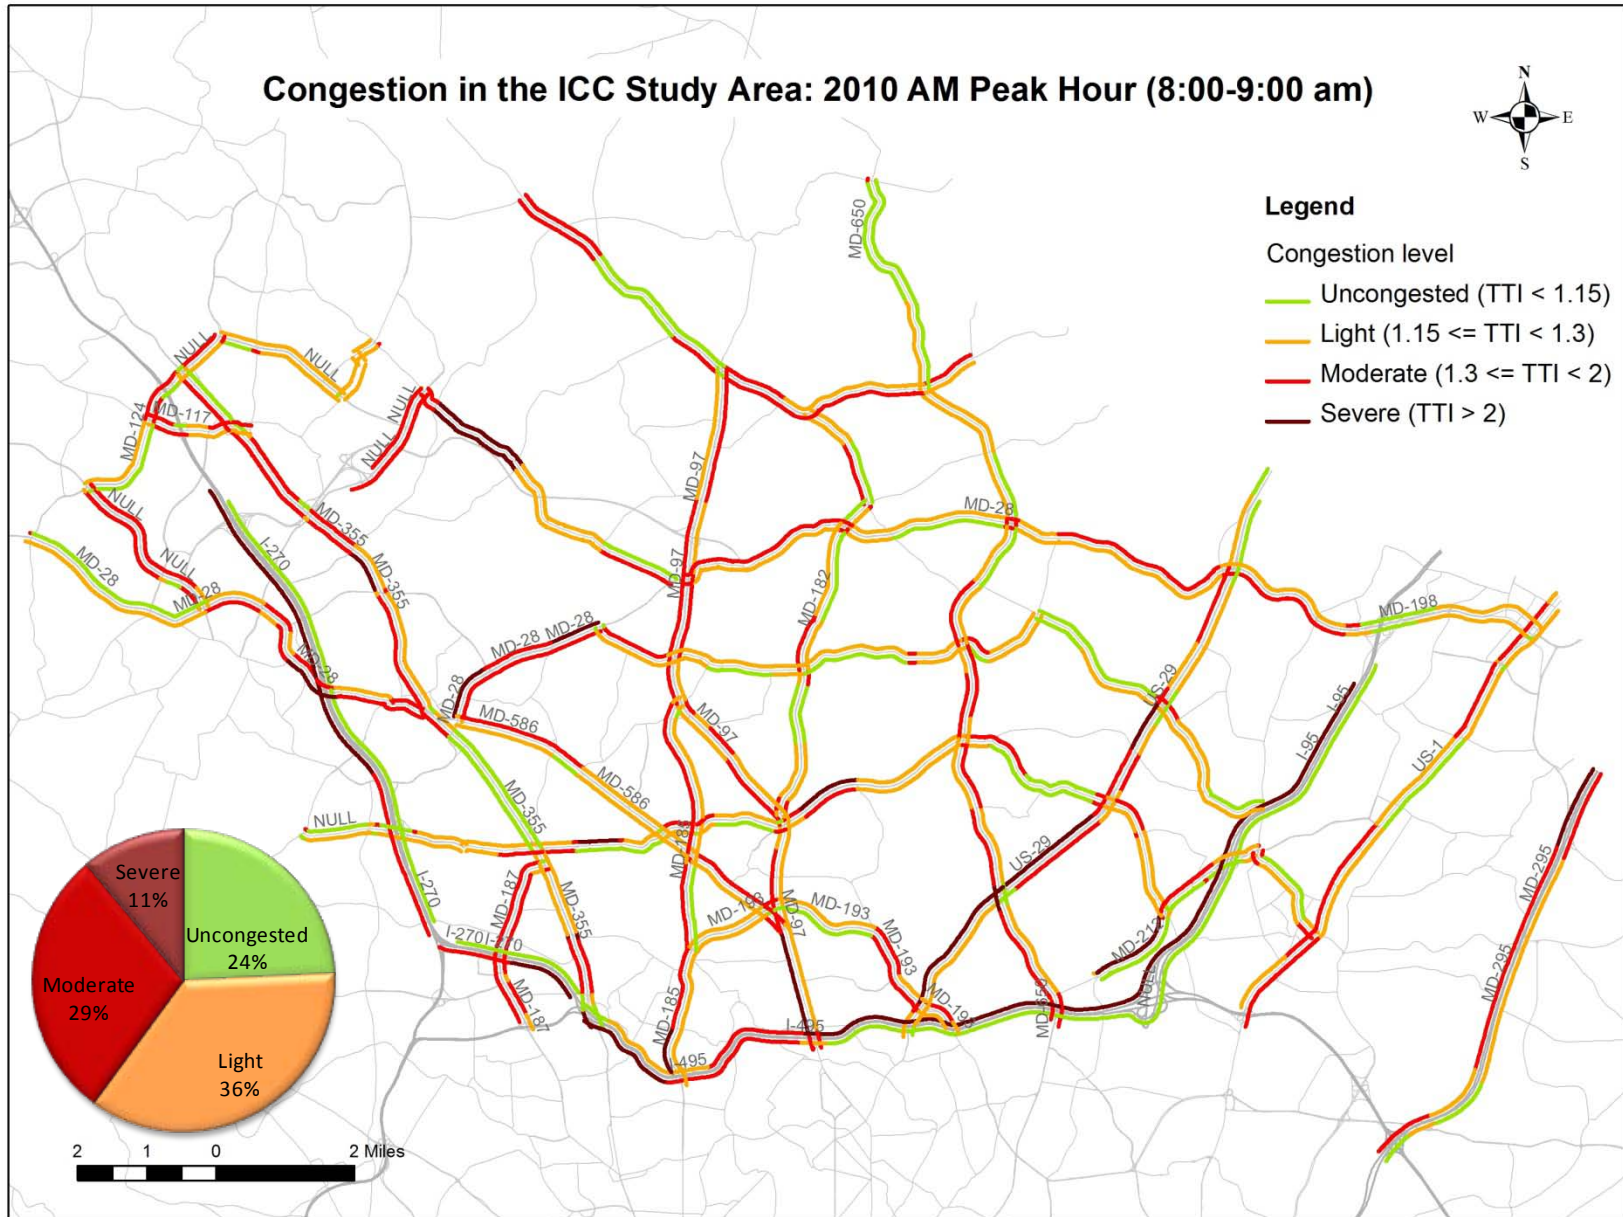 Congestion in the ICC Study Area: 2010 AM Peak Hour (8:00-9:00 am)
N
W
E
S
Legend
Congestion level
Uncongested (TTI < 1.15)
Light (1.15 <= TTI < 1.3)
Moderate (1.3 <= TTI < 2)
Severe (TTI > 2)
MD-650
NULL
NULL
NULL
MD-117
MD-124
NULL
MD-97
NULL
MD-28
MD-355
I-270
MD-355
MD-28
NULL
MD-28
MD-97
MD-182
MD-198
MD-28
MD-28
MD-28
MD-28
MD-586
MD-97
US-29
I-95
I-95
US-1
MD-586
MD-355
NULL
MD-185
US-29
MD-295
I-270
MD-187
MD-355
MD-193
MD-97
MD-193
MD-193
MD-212
I-270
I-270
NULL
MD-295
MD-187
MD-185
I-495
MD-193
MD-650
I-495
Severe
11%
Uncongested
24%
Moderate
29%
Light
36%
2
1
0
2 Miles